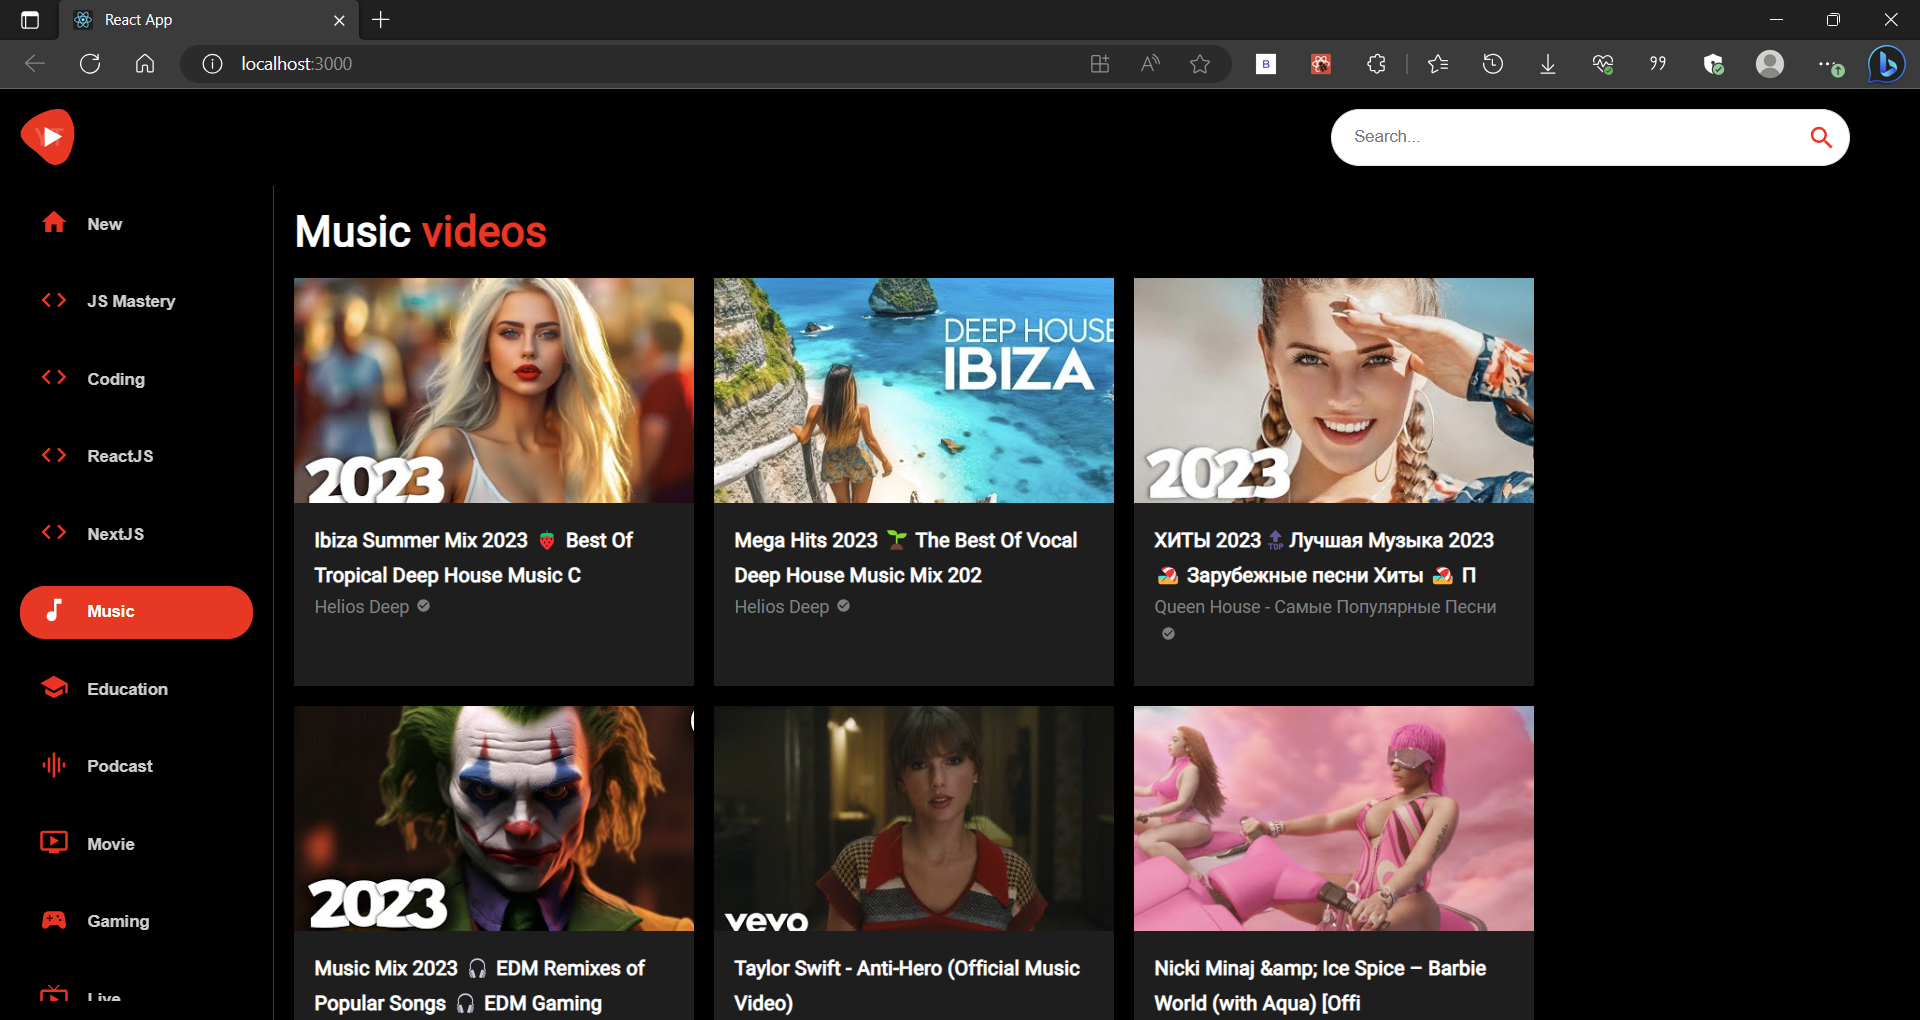 React App
localhost:3000
B
YT
Search...
New
JS Mastery
Coding
ReactJS
NextJS
Music
Education
Podcast
Movie
Gaming
Live
Music videos
2023
DEEP HOUSE
IBIZA
2023
Ibiza Summer Mix 2023 🍓 Best Of
Tropical Deep House Music C
Helios Deep
Mega Hits 2023 🌱 The Best Of Vocal
Deep House Music Mix 202
Helios Deep
ХИТЫ 2023 🔝 Лучшая Музыка 2023
🏖️ Зарубежные песни Хиты 🏖️ П
Queen House - Самые Популярные Песни
2023
vevo
Music Mix 2023 🎧 EDM Remixes of
Popular Songs 🎧 EDM Gaming
Taylor Swift - Anti-Hero (Official Music
Video)
Nicki Minaj &amp; Ice Spice – Barbie
World (with Aqua) [Offi